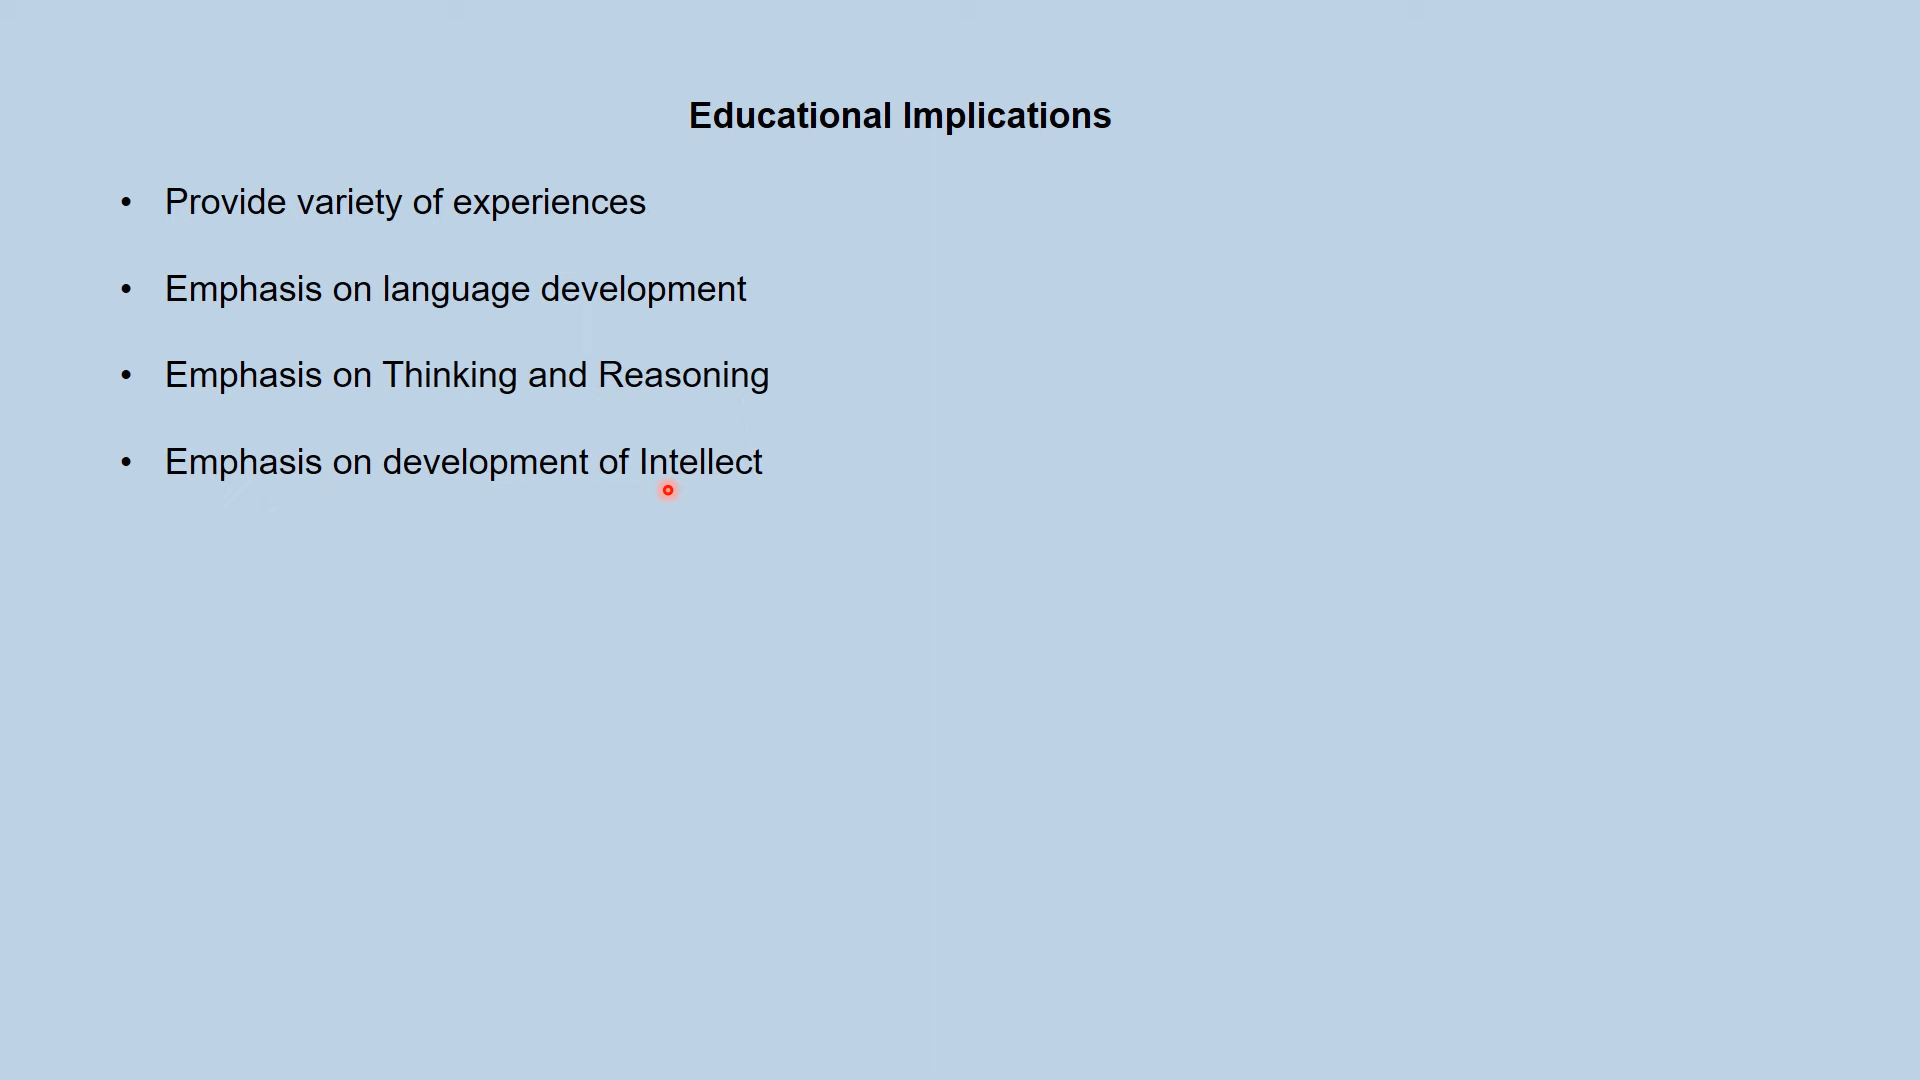 Educational Implications
• Provide variety of experiences
• Emphasis on language development
• Emphasis on Thinking and Reasoning
• Emphasis on development of Intellect